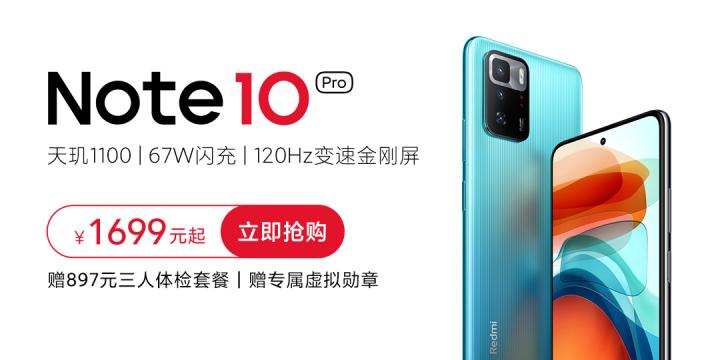 Note 10 Pro
天玑1100 | 67W闪充 | 120Hz变速金刚屏
¥1699元起 立即抢购
赠897元三人体检套餐 | 赠专属虚拟勋章
Redmi